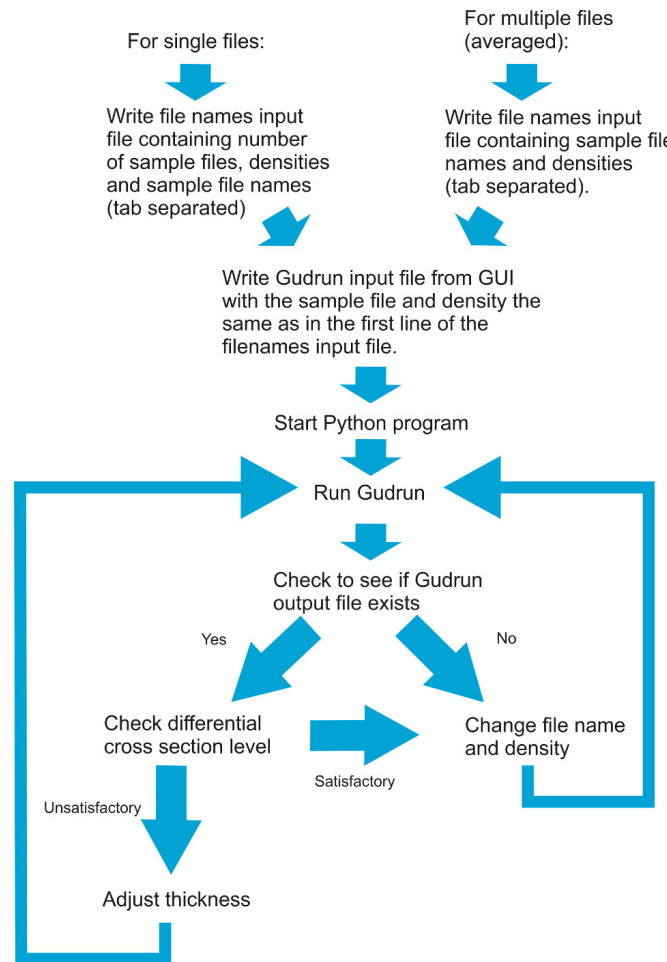 For single files:
For multiple files
(averaged):
Write file names input
file containing number
of sample files, densities
and sample file names
(tab separated)
Write file names input
file containing sample file
names and densities
(tab separated).
Write Gudrun input file from GUI
with the sample file and density the
same as in the first line of the
filenames input file.
Start Python program
Run Gudrun
Check to see if Gudrun
output file exists
Yes
No
Check differential
cross section level
Change file name
and density
Satisfactory
Unsatisfactory
Adjust thickness